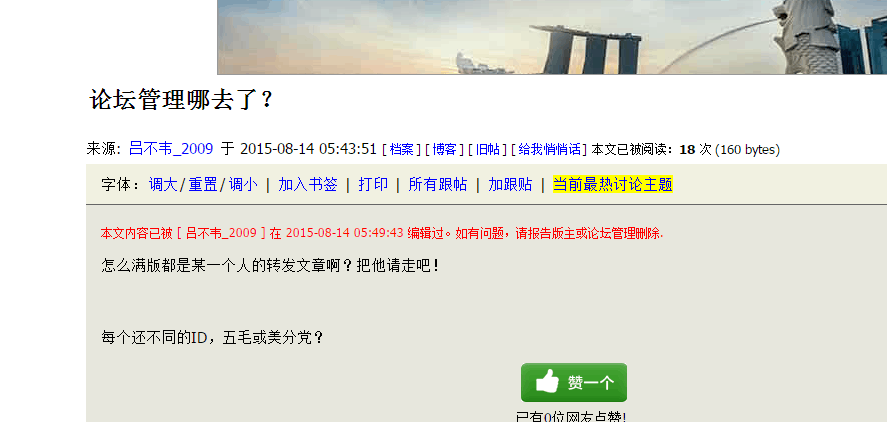 论坛管理哪去了？
来源: 吕不韦_2009 于 2015-08-14 05:43:51 [ 档案 ] [ 博客 ] [ 旧帖 ] [ 给我悄悄话 ] 本文已被阅读：18 次 (160 bytes)
字体：调大/重置/调小 | 加入书签 | 打印 | 所有跟帖 | 加跟贴 | 当前最热讨论主题
本文内容已被 [ 吕不韦_2009 ] 在 2015-08-14 05:49:43 编辑过。如有问题，请报告版主或论坛管理删除.
怎么满版都是某一个人的转发文章啊？把他请走吧！
每个还不同的ID，五毛或美分党？
赞一个
已有0位网友点赞!